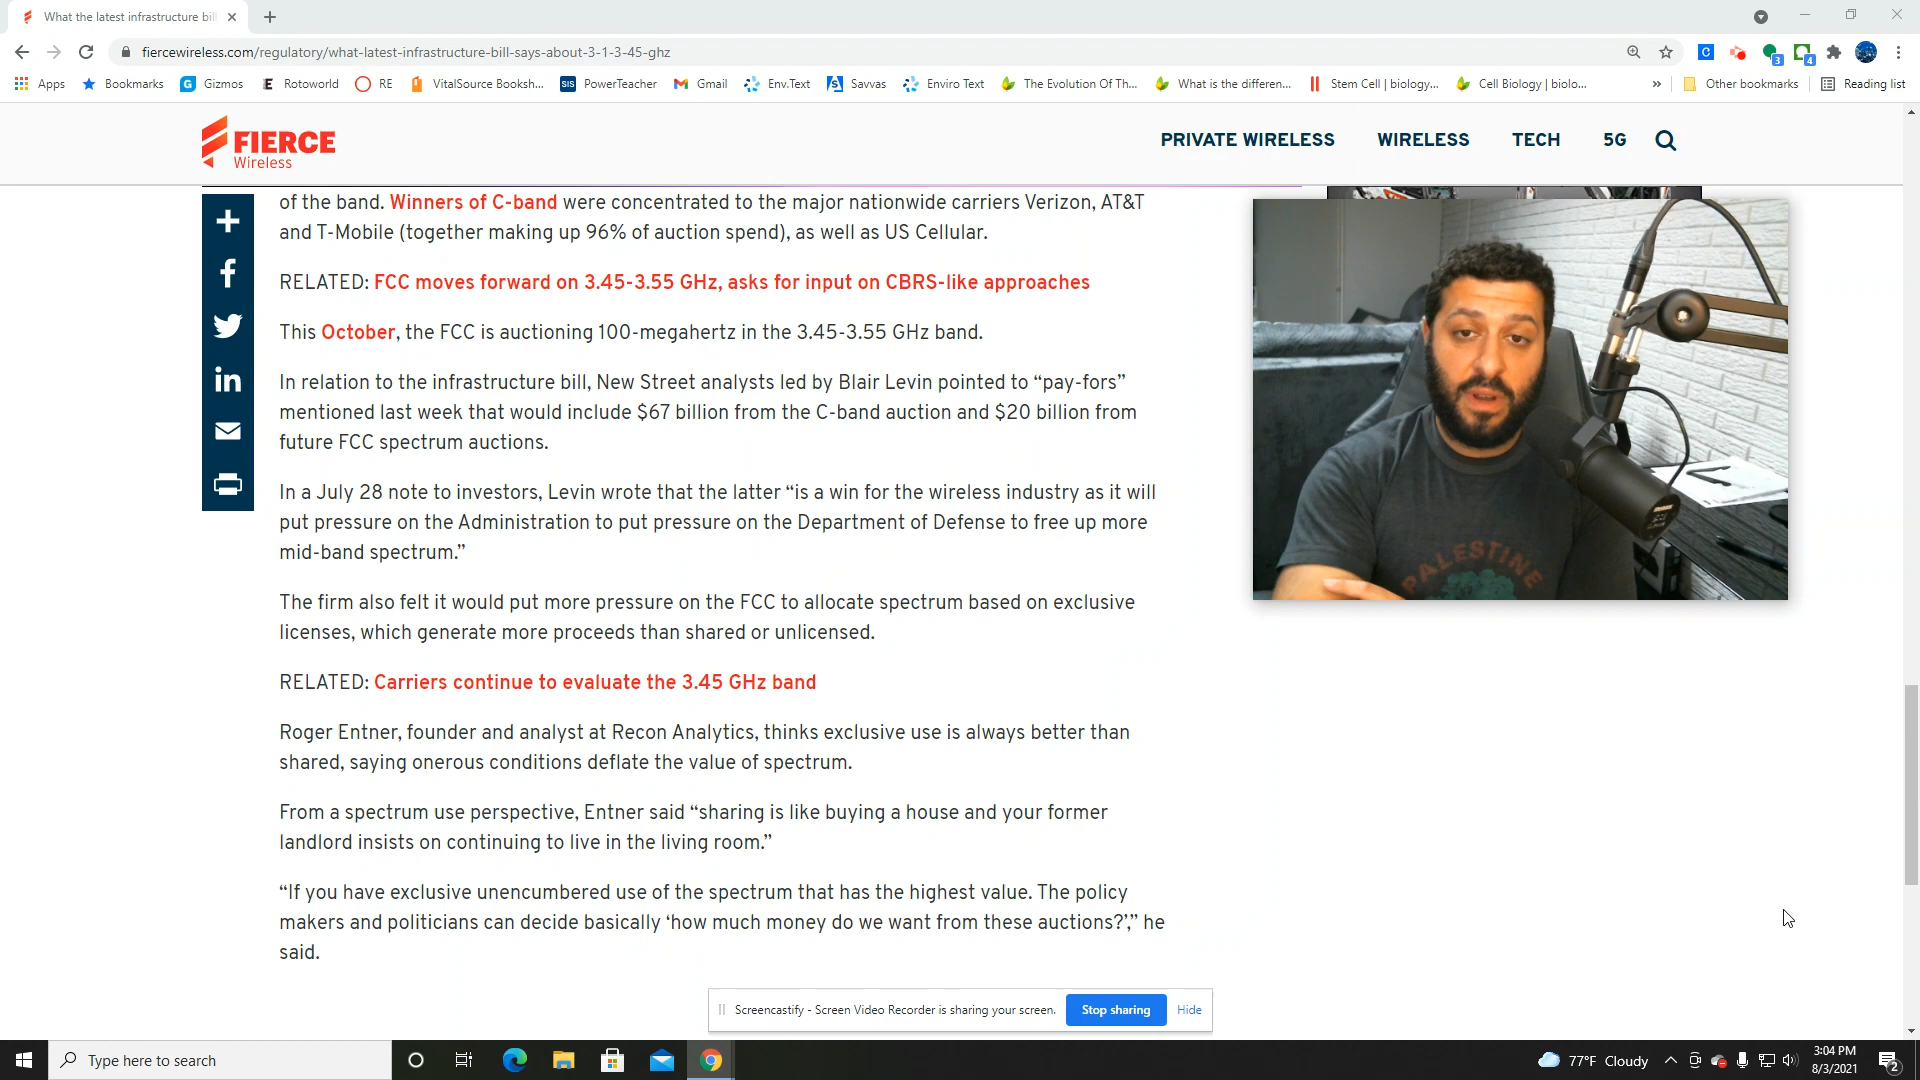 What the latest infrastructure bil
fiercewireless.com/regulatory/what-latest-infrastructure-bill-says-about-3-1-3-45-ghz
Apps Bookmarks Gizmos Rotoworld RE VitalSource Booksh... PowerTeacher Gmail Env.Text Savvas Enviro Text The Evolution Of Th... What is the differen... Stem Cell | biology... Cell Biology | biolo... » Other bookmarks Reading list
FIERCE
Wireless
PRIVATE WIRELESS WIRELESS TECH 5G
of the band. Winners of C-band were concentrated to the major nationwide carriers Verizon, AT&T
and T-Mobile (together making up 96% of auction spend), as well as US Cellular.
RELATED: FCC moves forward on 3.45-3.55 GHz, asks for input on CBRS-like approaches
This October, the FCC is auctioning 100-megahertz in the 3.45-3.55 GHz band.
In relation to the infrastructure bill, New Street analysts led by Blair Levin pointed to “pay-fors”
mentioned last week that would include $67 billion from the C-band auction and $20 billion from
future FCC spectrum auctions.
In a July 28 note to investors, Levin wrote that the latter “is a win for the wireless industry as it will
put pressure on the Administration to put pressure on the Department of Defense to free up more
mid-band spectrum.”
The firm also felt it would put more pressure on the FCC to allocate spectrum based on exclusive
licenses, which generate more proceeds than shared or unlicensed.
RELATED: Carriers continue to evaluate the 3.45 GHz band
Roger Entner, founder and analyst at Recon Analytics, thinks exclusive use is always better than
shared, saying onerous conditions deflate the value of spectrum.
From a spectrum use perspective, Entner said “sharing is like buying a house and your former
landlord insists on continuing to live in the living room.”
“If you have exclusive unencumbered use of the spectrum that has the highest value. The policy
makers and politicians can decide basically ‘how much money do we want from these auctions?’,” he
said.
PALESTINE
Screencastify - Screen Video Recorder is sharing your screen. Stop sharing Hide
Type here to search
77°F Cloudy
3:04 PM
8/3/2021
2